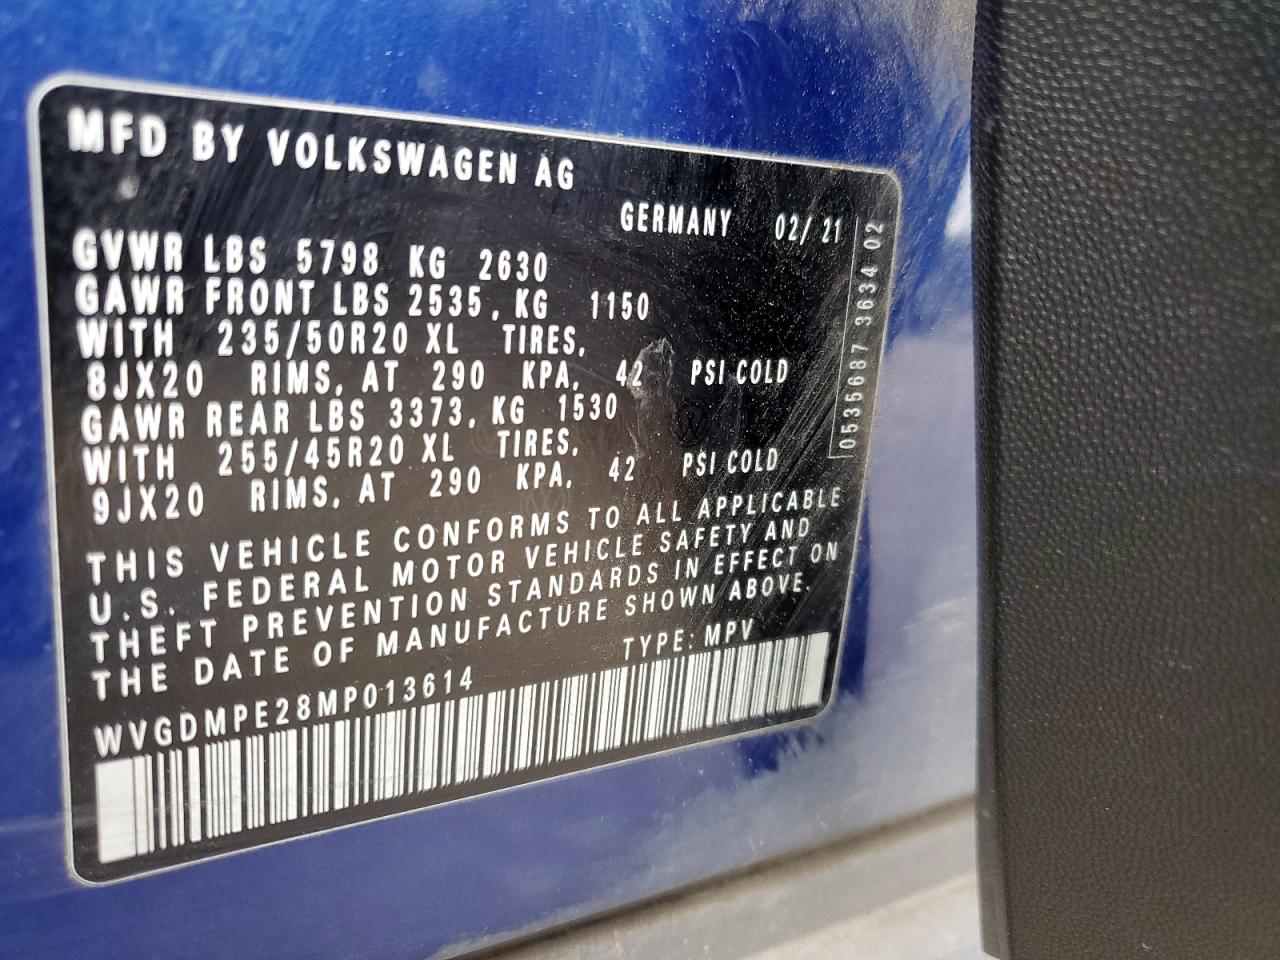 MFD BY VOLKSWAGEN AG
GERMANY 02/ 21
GVWR LBS 5798 KG 2630
GAWR FRONT LBS 2535, KG 1150
WITH 235/50R20 XL TIRES,
8JX20 RIMS, AT 290 KPA, 42 PSI COLD
GAWR REAR LBS 3373, KG 1530
WITH 255/45R20 XL TIRES,
9JX20 RIMS, AT 290 KPA, 42 PSI COLD
THIS VEHICLE CONFORMS TO ALL APPLICABLE
U.S. FEDERAL MOTOR VEHICLE SAFETY AND
THEFT PREVENTION STANDARDS IN EFFECT ON
THE DATE OF MANUFACTURE SHOWN ABOVE.
TYPE: MPV
WVGDMPE28MP013614
0535687 3634 02